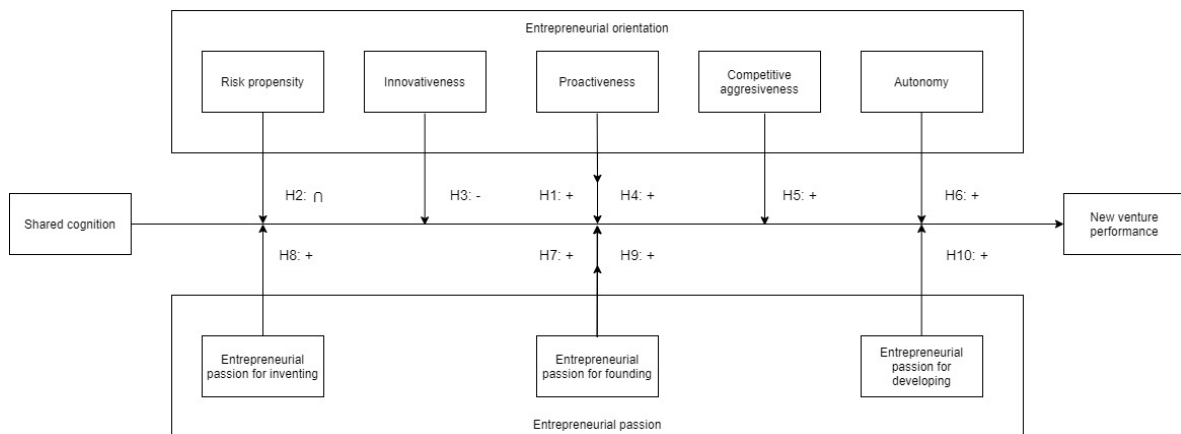 Entrepreneurial orientation
Risk propensity
Innovativeness
Proactiveness
Competitive
aggresiveness
Autonomy
H2: ∩
H3: -
H1: +
H4: +
H5: +
H6: +
Shared cognition
New venture
performance
H8: +
H7: +
H9: +
H10: +
Entrepreneurial
passion for inventing
Entrepreneurial
passion for founding
Entrepreneurial
passion for
developing
Entrepreneurial passion